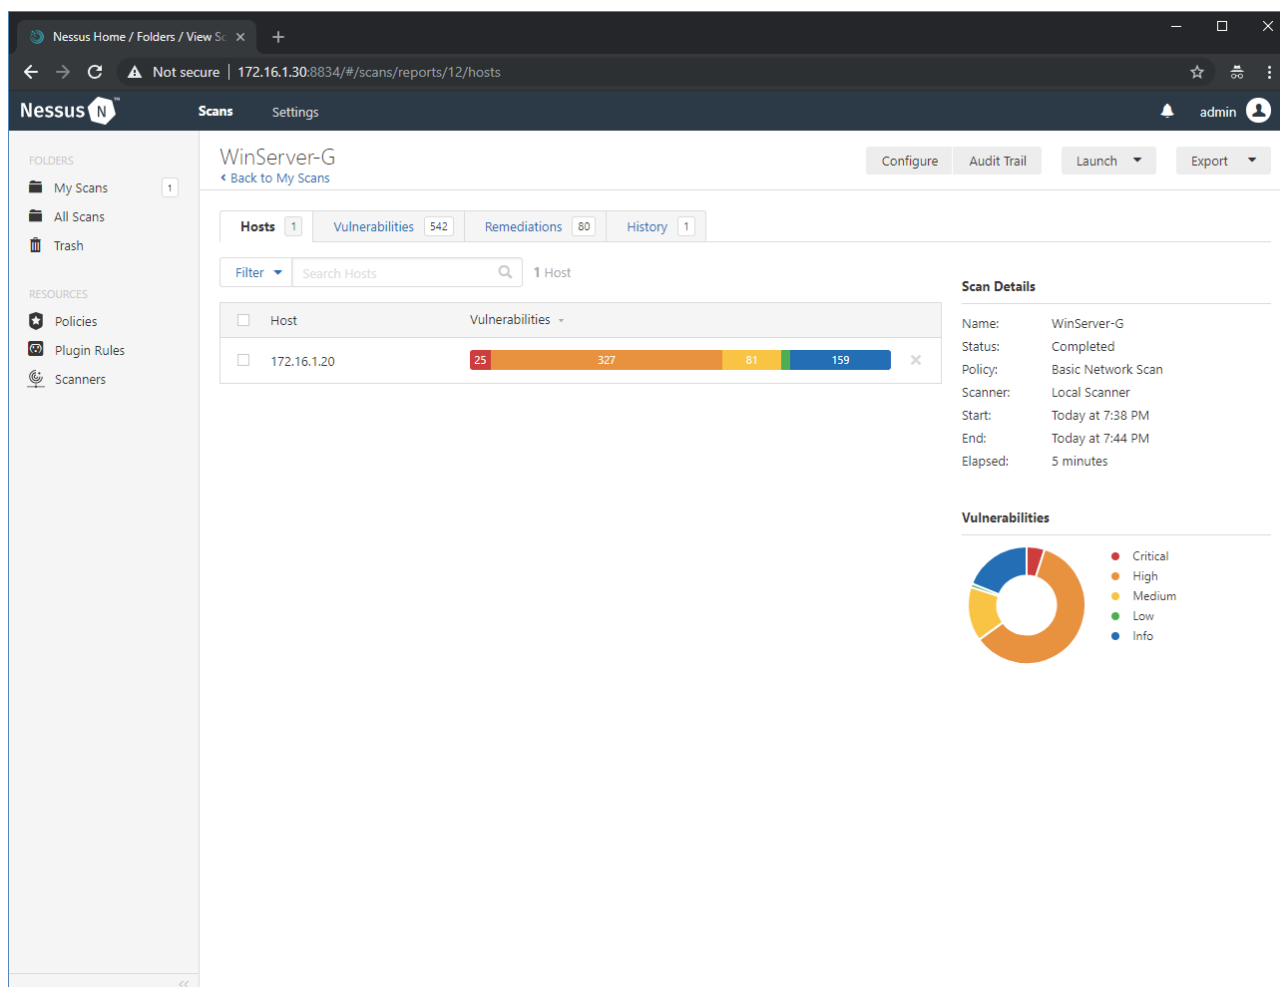 Nessus Home / Folders / View Sc
Not secure | 172.16.1.30:8834/#/scans/reports/12/hosts
Nessus N ™ Scans Settings admin
FOLDERS
My Scans 1
All Scans
Trash
RESOURCES
Policies
Plugin Rules
Scanners
WinServer-G
Back to My Scans
Configure Audit Trail Launch Export
Hosts 1 Vulnerabilities 542 Remediations 80 History 1
Filter Search Hosts 1 Host
Host Vulnerabilities
172.16.1.20 25 327 81 159
Scan Details
Name: WinServer-G
Status: Completed
Policy: Basic Network Scan
Scanner: Local Scanner
Start: Today at 7:38 PM
End: Today at 7:44 PM
Elapsed: 5 minutes
Vulnerabilities
Critical
High
Medium
Low
Info